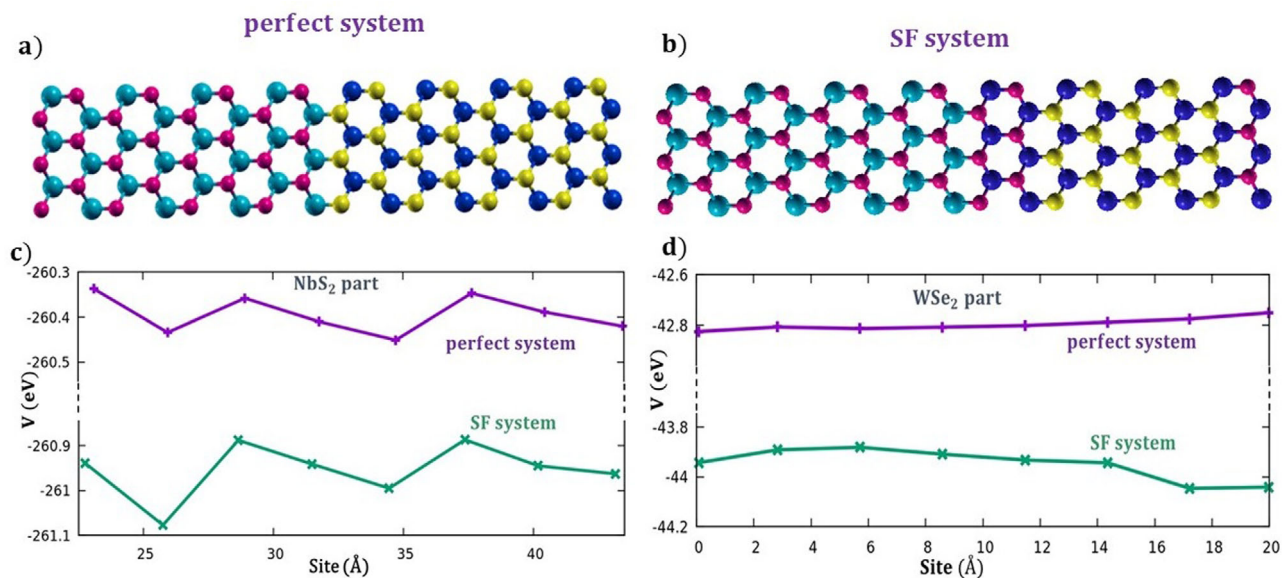 perfect system
SF system
a)
b)
c)
d)
-260.3
-260.4
-260.5
-260.9
-261
-261.1
V (eV)
NbS₂ part
perfect system
SF system
25
30
35
40
Site (Å)
-42.6
-42.8
-43.8
-44
-44.2
V (eV)
WSe₂ part
perfect system
SF system
0
2
4
6
8
10
12
14
16
18
20
Site (Å)